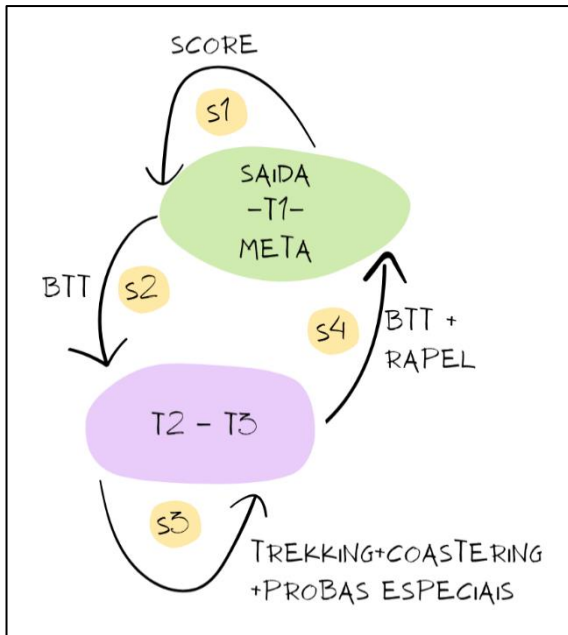 SCORE
s1
SAIDA
-T1-
META
BTT
s2
s4
BTT +
RAPEL
T2 - T3
s3
TREKKING+COASTERING
+PROBAS ESPECIAIS